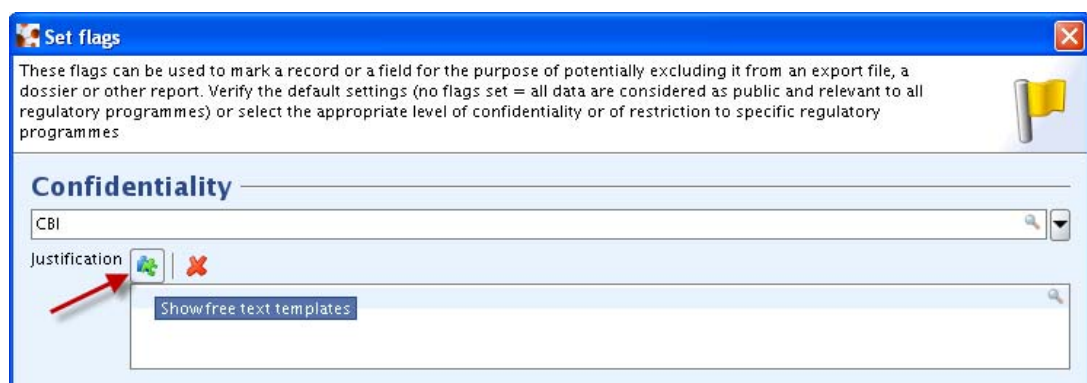 Set flags
These flags can be used to mark a record or a field for the purpose of potentially excluding it from an export file, a
dossier or other report. Verify the default settings (no flags set = all data are considered as public and relevant to all
regulatory programmes) or select the appropriate level of confidentiality or of restriction to specific regulatory
programmes
Confidentiality
CBI
Justification
Show free text templates